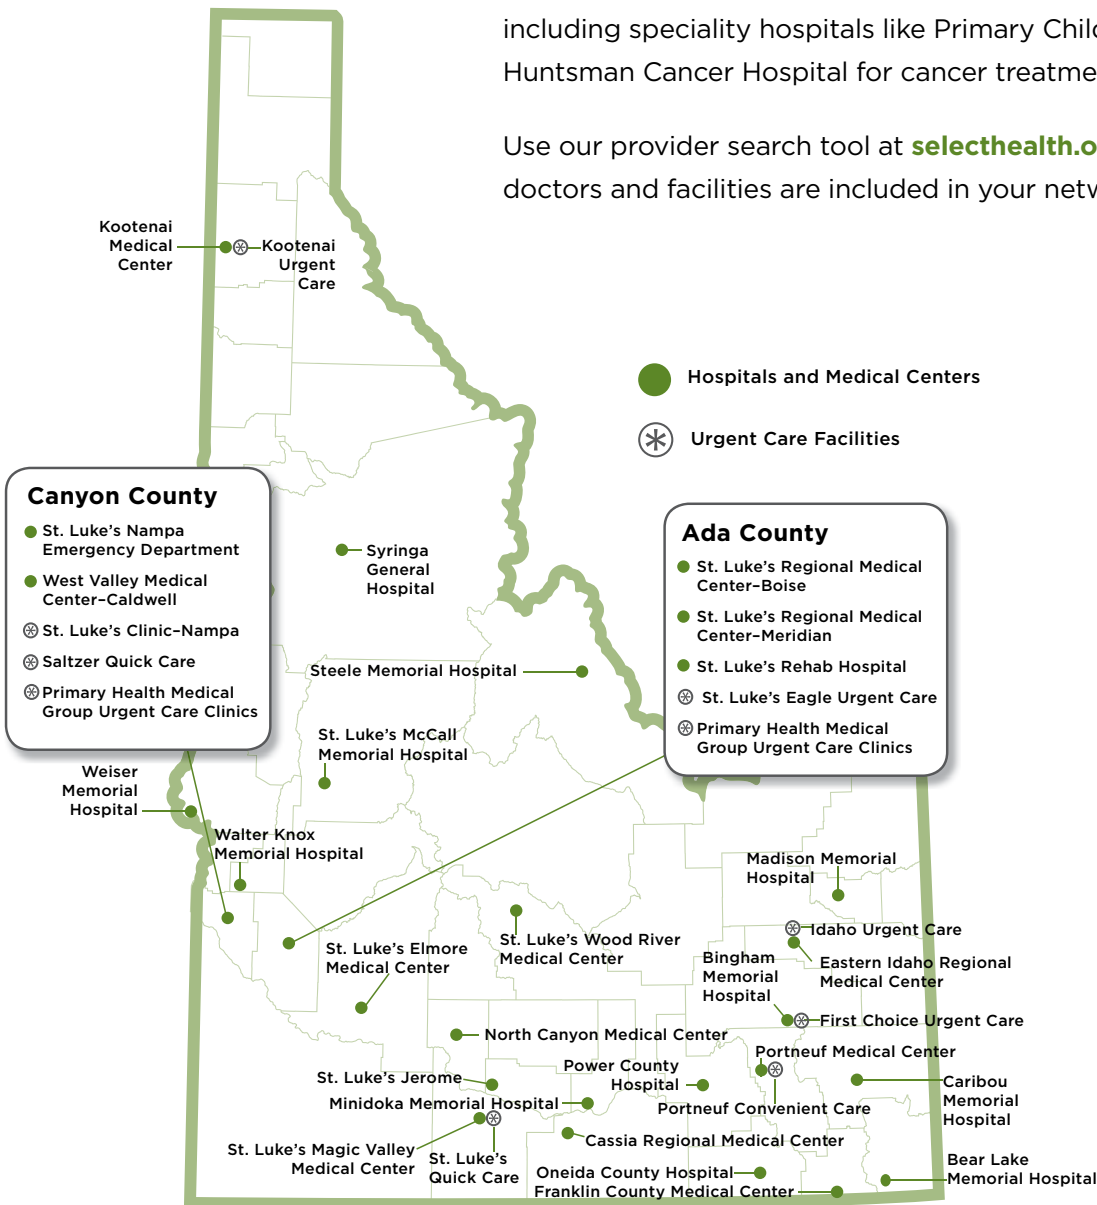 including speciality hospitals like Primary Child
Huntsman Cancer Hospital for cancer treatme
Use our provider search tool at selecthealth.o
doctors and facilities are included in your netw
Kootenai
Medical
Center
Kootenai
Urgent
Care
Hospitals and Medical Centers
Urgent Care Facilities
Canyon County
St. Luke's Nampa
Emergency Department
West Valley Medical
Center–Caldwell
St. Luke's Clinic–Nampa
Saltzer Quick Care
Primary Health Medical
Group Urgent Care Clinics
Syringa
General
Hospital
Ada County
St. Luke's Regional Medical
Center–Boise
St. Luke's Regional Medical
Center–Meridian
St. Luke's Rehab Hospital
St. Luke's Eagle Urgent Care
Primary Health Medical
Group Urgent Care Clinics
Steele Memorial Hospital
St. Luke's McCall
Memorial Hospital
Weiser
Memorial
Hospital
Walter Knox
Memorial Hospital
Madison Memorial
Hospital
St. Luke's Elmore
Medical Center
St. Luke's Wood River
Medical Center
Idaho Urgent Care
Eastern Idaho Regional
Medical Center
Bingham
Memorial
Hospital
First Choice Urgent Care
North Canyon Medical Center
Portneuf Medical Center
Power County
Hospital
St. Luke's Jerome
Minidoka Memorial Hospital
Portneuf Convenient Care
Caribou
Memorial
Hospital
St. Luke's Magic Valley
Medical Center
St. Luke's
Quick Care
Cassia Regional Medical Center
Oneida County Hospital
Franklin County Medical Center
Bear Lake
Memorial Hospital